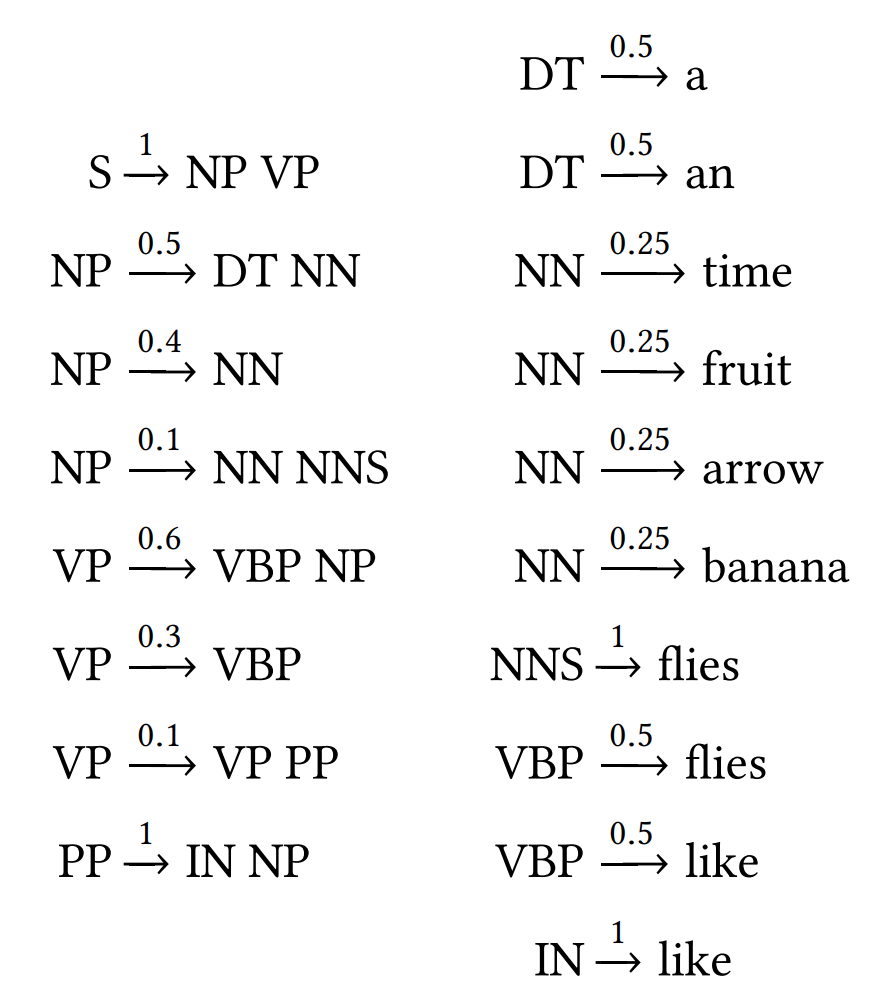 S 1→ NP VP
NP 0.5→ DT NN
NP 0.4→ NN
NP 0.1→ NN NNS
VP 0.6→ VBP NP
VP 0.3→ VBP
VP 0.1→ VP PP
PP 1→ IN NP
DT 0.5→ a
DT 0.5→ an
NN 0.25→ time
NN 0.25→ fruit
NN 0.25→ arrow
NN 0.25→ banana
NNS 1→ flies
VBP 0.5→ flies
VBP 0.5→ like
IN 1→ like